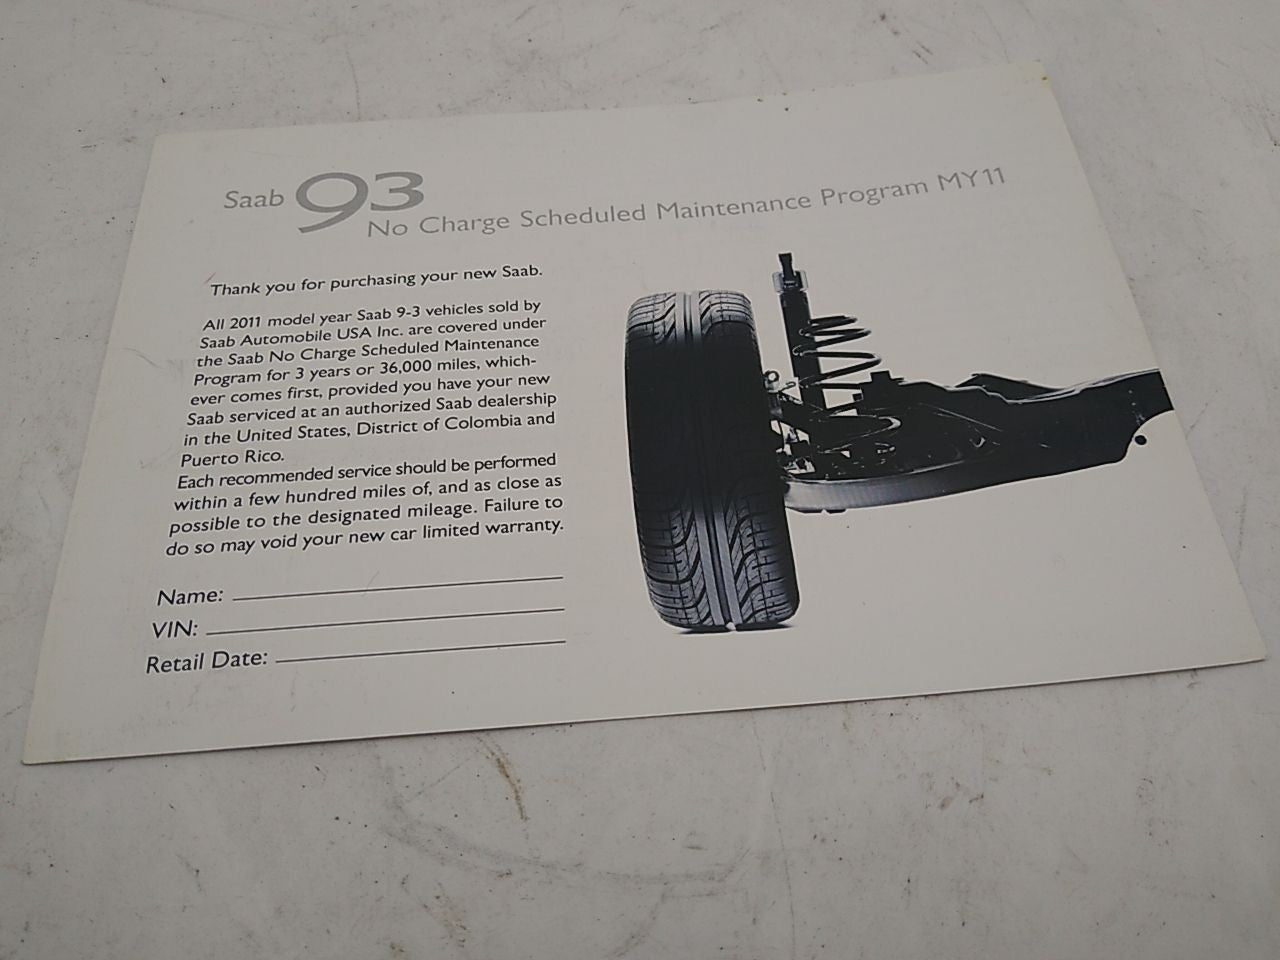 Saab 93
No Charge Scheduled Maintenance Program MY11
Thank you for purchasing your new Saab.
All 2011 model year Saab 9-3 vehicles sold by
Saab Automobile USA Inc. are covered under
the Saab No Charge Scheduled Maintenance
Program for 3 years or 36,000 miles, which-
ever comes first, provided you have your new
Saab serviced at an authorized Saab dealership
in the United States, District of Colombia and
Puerto Rico.
Each recommended service should be performed
within a few hundred miles of, and as close as
possible to the designated mileage. Failure to
do so may void your new car limited warranty.
Name:
VIN:
Retail Date: